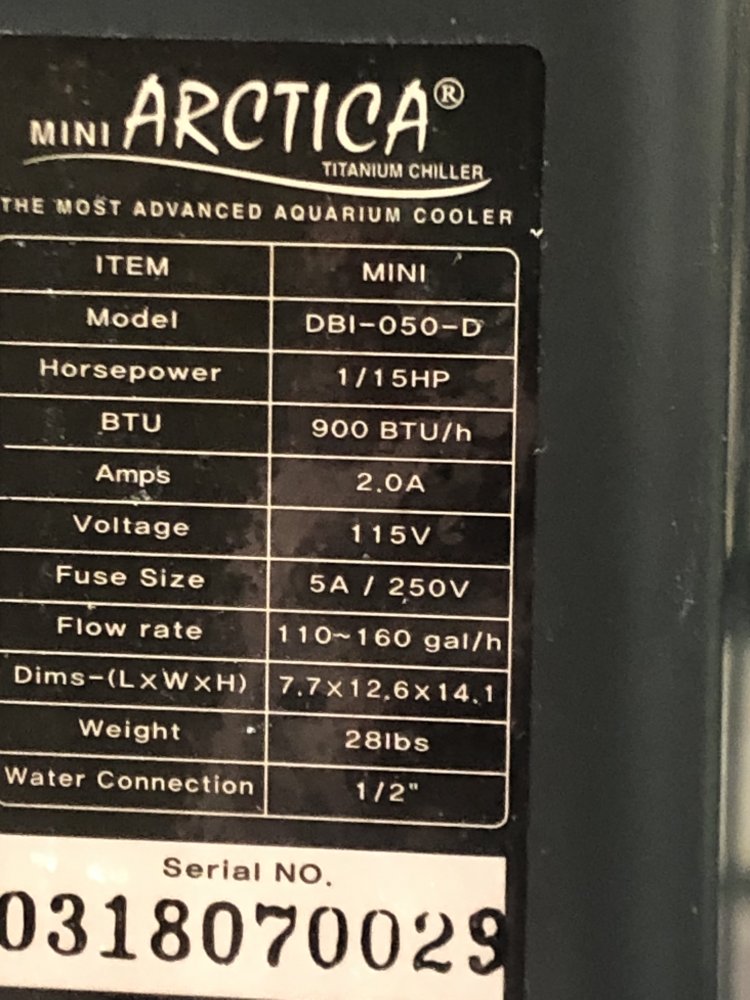 MINI ARCTICA®
TITANIUM CHILLER
THE MOST ADVANCED AQUARIUM COOLER
ITEM MINI
Model DBI-050-D
Horsepower 1/15HP
BTU 900 BTU/h
Amps 2.0A
Voltage 115V
Fuse Size 5A / 250V
Flow rate 110~160 gal/h
Dims-(LxWxH) 7.7x12.6x14.1
Weight 28lbs
Water Connection 1/2"
Serial NO.
0318070029